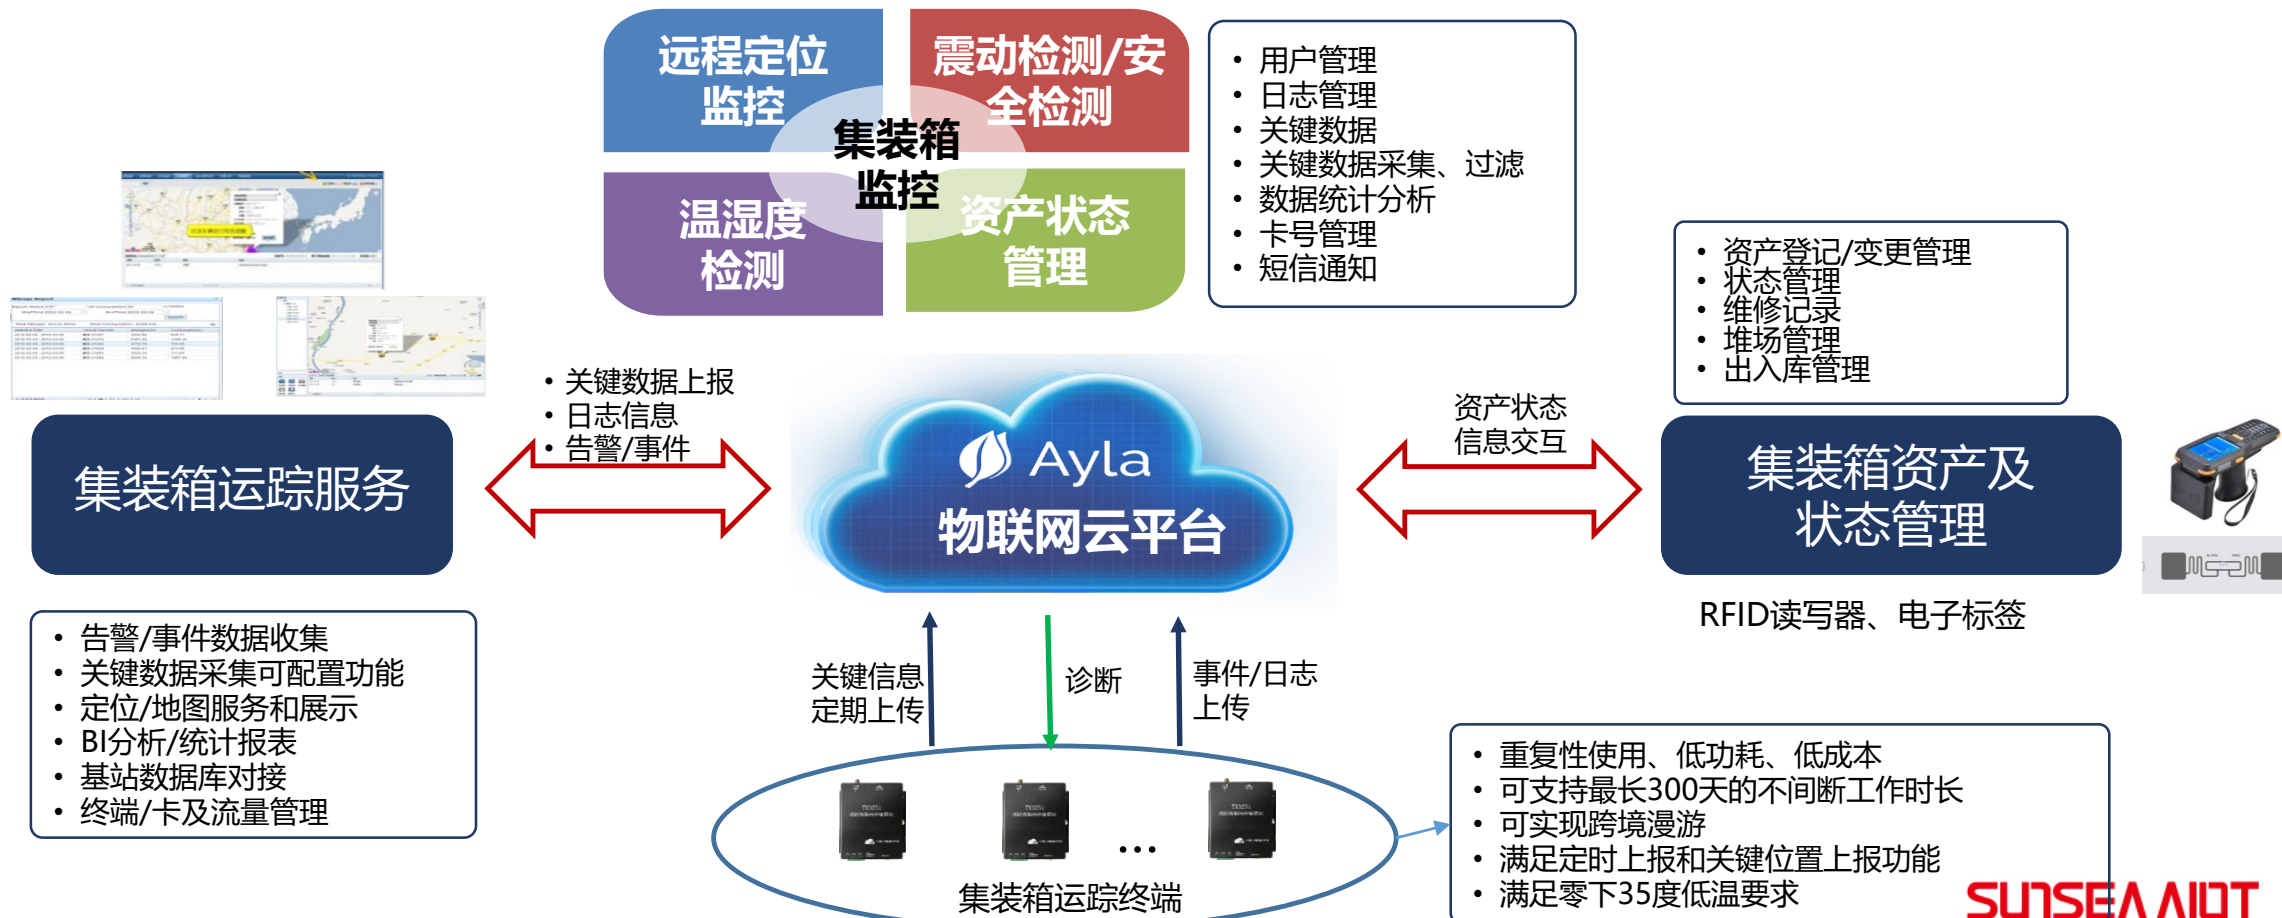 远程定位
监控
震动检测/安
全检测
集装箱
监控
温湿度
检测
资产状态
管理
• 用户管理
• 日志管理
• 关键数据
• 关键数据采集、过滤
• 数据统计分析
• 卡号管理
• 短信通知
• 资产登记/变更管理
• 状态管理
• 维修记录
• 堆场管理
• 出入库管理
Mileage Report
• 关键数据上报
• 日志信息
• 告警/事件
资产状态
信息交互
集装箱运踪服务
Ayla
物联网云平台
集装箱资产及
状态管理
RFID读写器、电子标签
• 告警/事件数据收集
• 关键数据采集可配置功能
• 定位/地图服务和展示
• BI分析/统计报表
• 基站数据库对接
• 终端/卡及流量管理
关键信息
定期上传
诊断
事件/日志
上传
...
集装箱运踪终端
• 重复性使用、低功耗、低成本
• 可支持最长300天的不间断工作时长
• 可实现跨境漫游
• 满足定时上报和关键位置上报功能
• 满足零下35度低温要求
SUNSEA AIOT